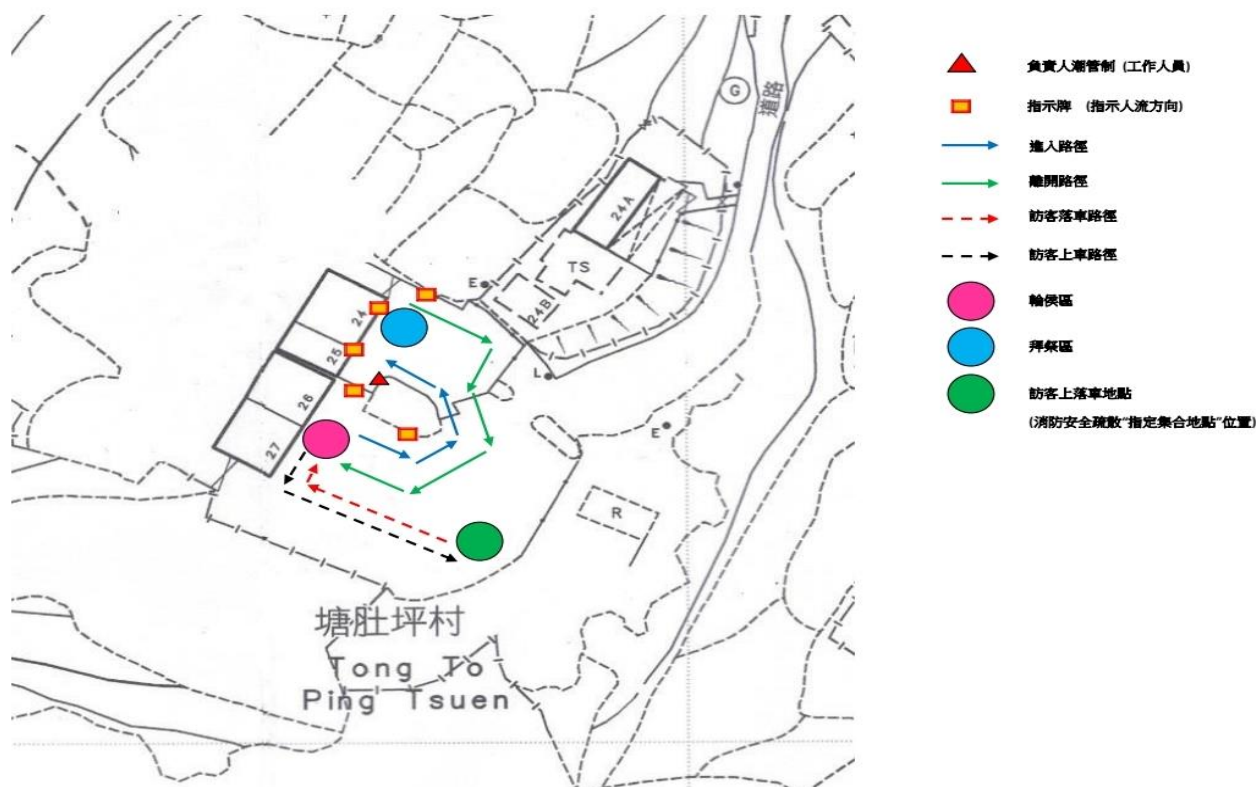 G
道路
24A
TS
24B
E
L
24
25
26
27
L
E
R
塘肚坪村
Tong To
Ping Tsuen
負責人潮管制 (工作人員)
指示牌 (指示人流方向)
進入路徑
離開路徑
訪客落車路徑
訪客上車路徑
輪侯區
拜祭區
訪客上落車地點
(消防安全疏散"指定集合地點"位置)